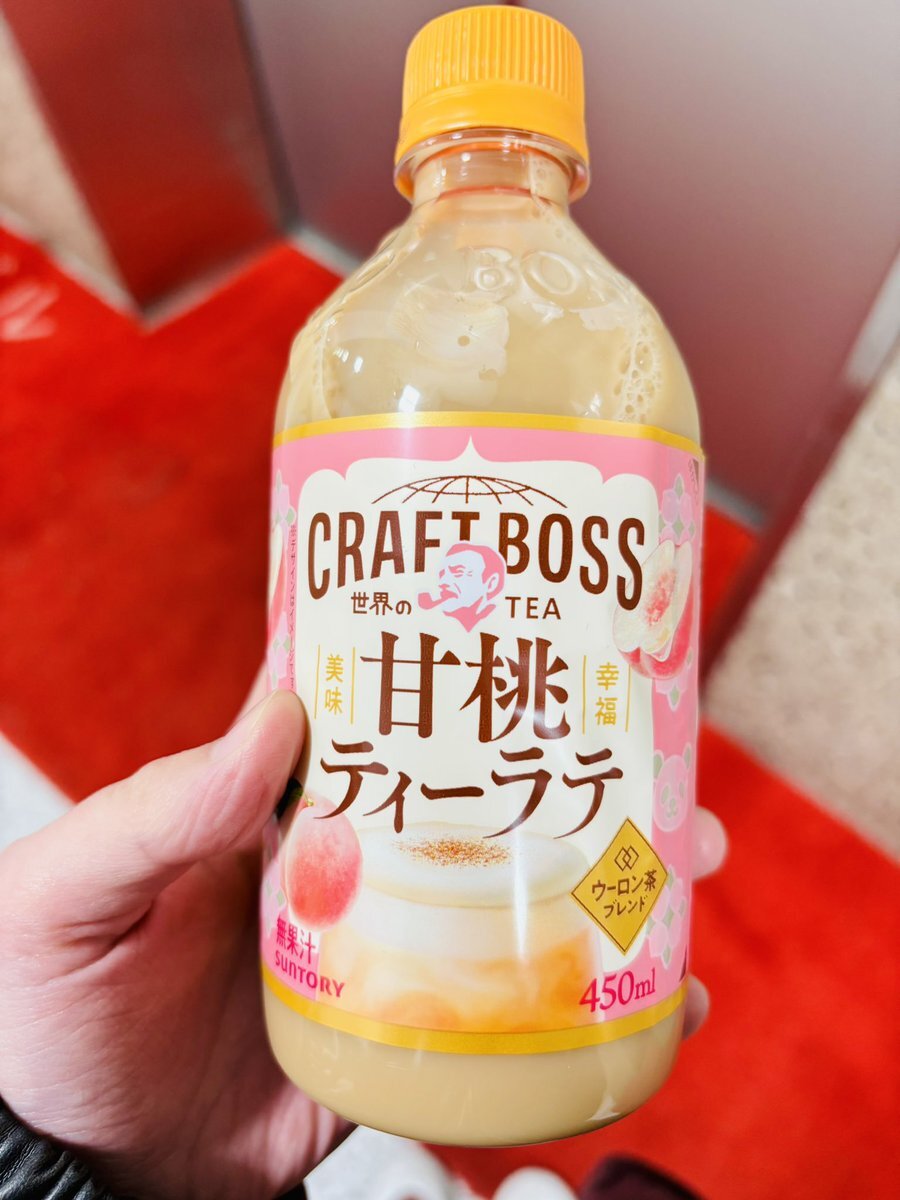 BO
CRAFT BOSS
世界の TEA
美味
甘桃
幸福
ティーラテ
ウーロン茶
ブレンド
無果汁
SUNTORY
450ml